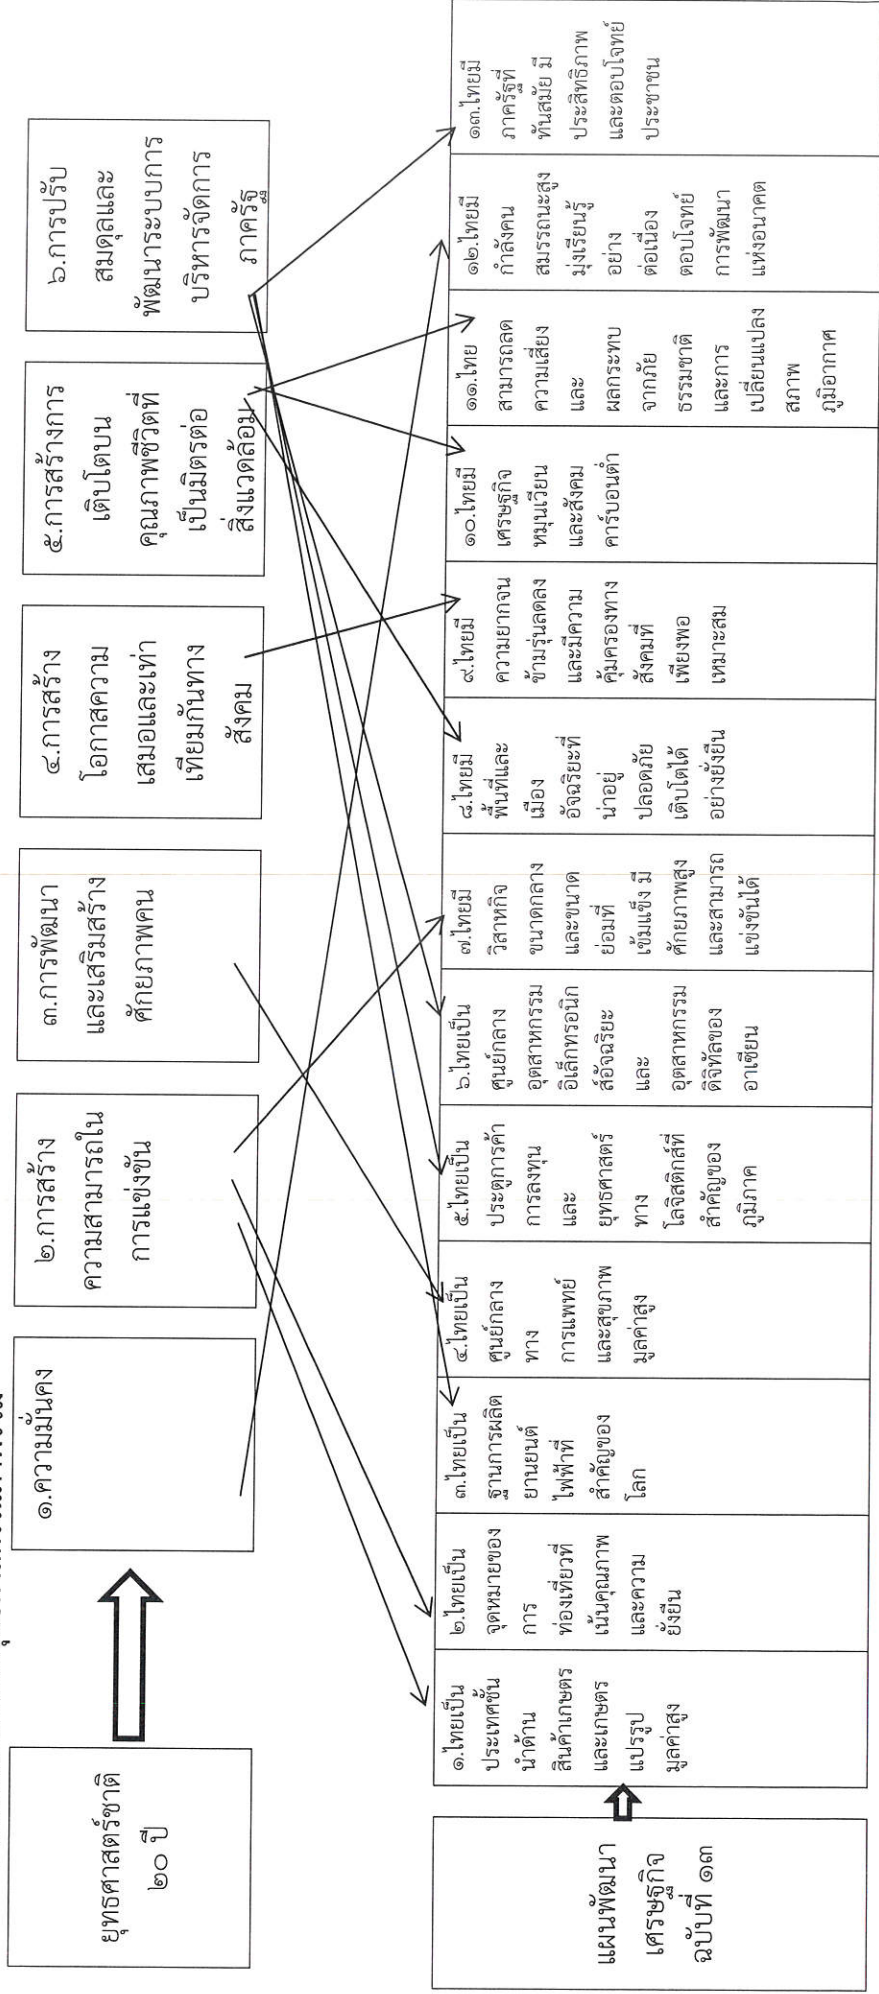 ยุทธศาสตร์ชาติ
๒๐ ปี
๑.ความมั่นคง
๒.การสร้าง
ความสามารถใน
การแข่งขัน
๓.การพัฒนา
และเสริมสร้าง
ศักยภาพคน
๔.การสร้าง
โอกาสความ
เสมอและเท่า
เทียมกันทาง
สังคม
๕.การสร้างการ
เติบโตบน
คุณภาพชีวิตที่
เป็นมิตรต่อ
สิ่งแวดล้อม
๖.การปรับ
สมดุลและ
พัฒนาระบบการ
บริหารจัดการ
ภาครัฐ
แผนพัฒนา
เศรษฐกิจ
ฉบับที่ ๑๓
๑.ไทยเป็น
ประเทศชั้น
นำด้าน
สินค้าเกษตร
และเกษตร
แปรรูป
มูลค่าสูง
๒.ไทยเป็น
จุดหมายของ
การ
ท่องเที่ยวที่
เน้นคุณภาพ
และความ
ยั่งยืน
๓.ไทยเป็น
ฐานการผลิต
ยานยนต์
ไฟฟ้าที่
สำคัญของ
โลก
๔.ไทยเป็น
ศูนย์กลาง
ทาง
การแพทย์
และสุขภาพ
มูลค่าสูง
๕.ไทยเป็น
ประตูการค้า
การลงทุน
และ
ยุทธศาสตร์
ทาง
โลจิสติกส์ที่
สำคัญของ
ภูมิภาค
๖.ไทยเป็น
ศูนย์กลาง
อุตสาหกรรม
อิเล็กทรอนิก
ส์อัจฉริยะ
และ
อุตสาหกรรม
ดิจิทัลของ
อาเซียน
๗.ไทยมี
วิสาหกิจ
ขนาดกลาง
และขนาด
ย่อมที่
เข้มแข็ง มี
ศักยภาพสูง
และสามารถ
แข่งขันได้
๘.ไทยมี
พื้นที่และ
เมือง
อัจฉริยะที่
น่าอยู่
ปลอดภัย
เติบโตได้
อย่างยั่งยืน
๙.ไทยมี
ความยากจน
ข้ามรุ่นลดลง
และมีความ
คุ้มครองทาง
สังคมที่
เพียงพอ
เหมาะสม
๑๐.ไทยมี
เศรษฐกิจ
หมุนเวียน
และสังคม
คาร์บอนต่ำ
๑๑.ไทย
สามารถลด
ความเสี่ยง
และ
ผลกระทบ
จากภัย
ธรรมชาติ
และการ
เปลี่ยนแปลง
สภาพ
ภูมิอากาศ
๑๒.ไทยมี
กำลังคน
สมรรถนะสูง
มุ่งเรียนรู้
อย่าง
ต่อเนื่อง
ตอบโจทย์
การพัฒนา
แห่งอนาคต
๑๓.ไทยมี
ภาครัฐที่
ทันสมัย มี
ประสิทธิภาพ
และตอบโจทย์
ประชาชน